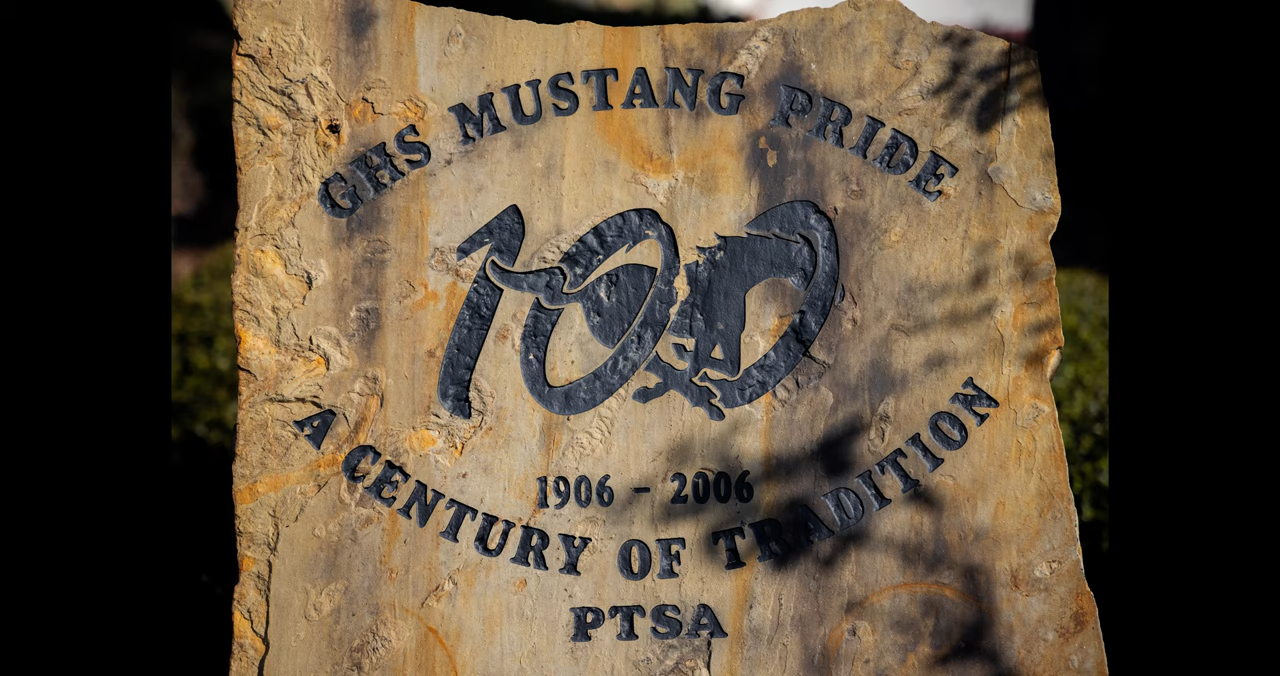 GHS MUSTANG PRIDE
100
1906 - 2006
A CENTURY OF TRADITION
PTSA